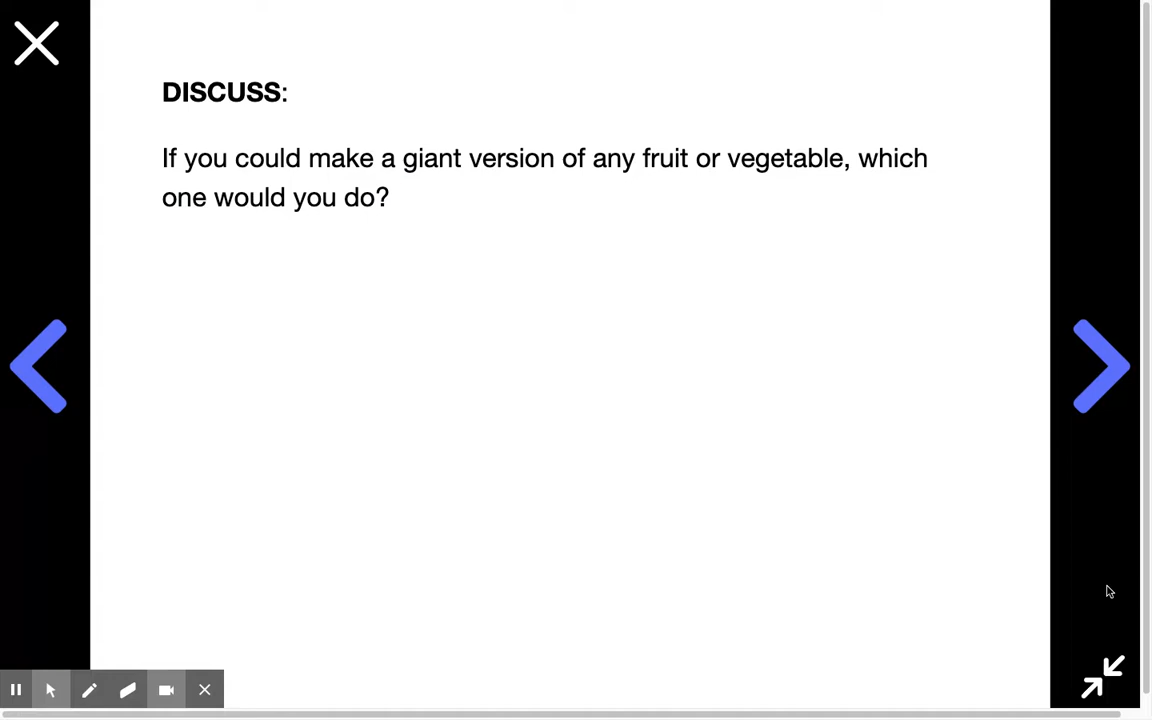 DISCUSS:
If you could make a giant version of any fruit or vegetable, which
one would you do?